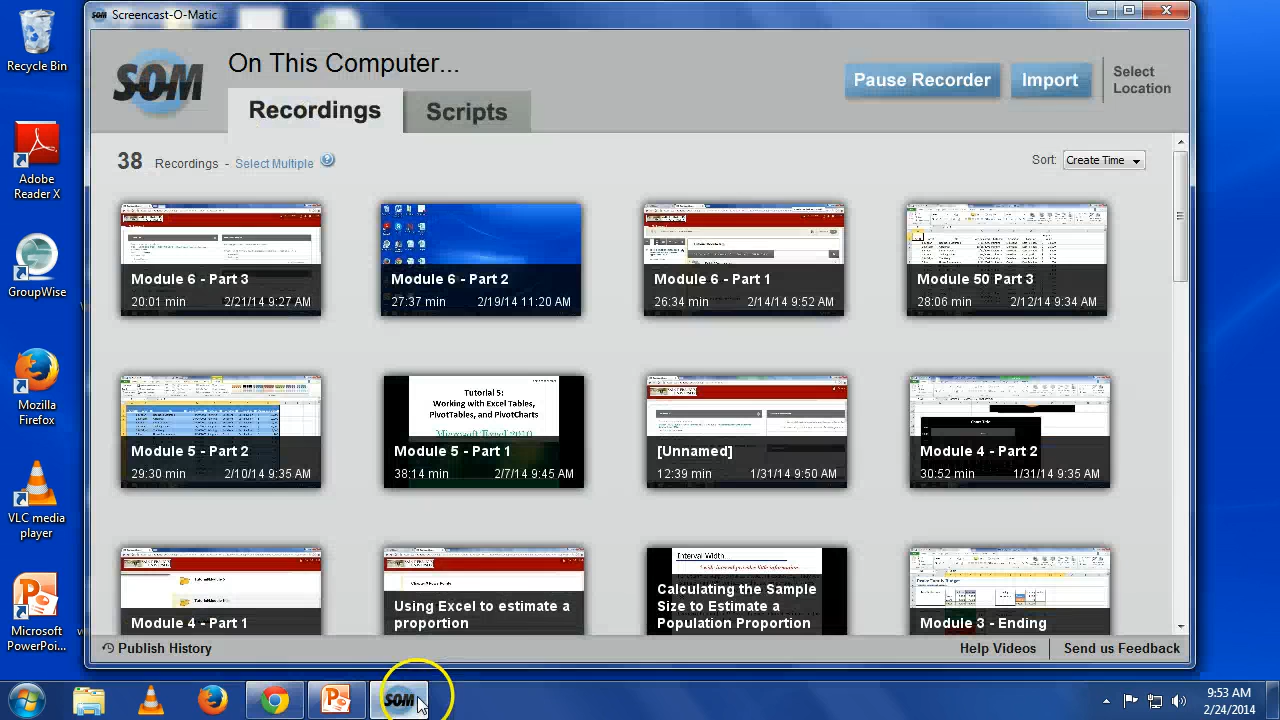 Screencast-O-Matic
Recycle Bin
SOM
On This Computer...
Pause Recorder
Import
Select
Location
Recordings
Scripts
38 Recordings - Select Multiple ?
Sort: Create Time
Adobe
Reader X
Module 6 - Part 3
20:01 min 2/21/14 9:27 AM
Module 6 - Part 2
27:37 min 2/19/14 11:20 AM
Module 6 - Part 1
26:34 min 2/14/14 9:52 AM
Module 50 Part 3
28:06 min 2/12/14 9:34 AM
GroupWise
Mozilla
Firefox
Module 5 - Part 2
29:30 min 2/10/14 9:35 AM
Tutorial 5:
Working with Excel Tables,
PivotTables, and PivotCharts
Microsoft Excel 2010
Module 5 - Part 1
38:14 min 2/7/14 9:45 AM
[Unnamed]
12:39 min 1/31/14 9:50 AM
Chart Title
Module 4 - Part 2
30:52 min 1/31/14 9:35 AM
VLC media
player
Module 4 - Part 1
Using Excel to estimate a
proportion
Interval Width
Calculating the Sample
Size to Estimate a
Population Proportion
Module 3 - Ending
Microsoft
PowerPoi...
Publish History
Help Videos
Send us Feedback
SOM
9:53 AM
2/24/2014